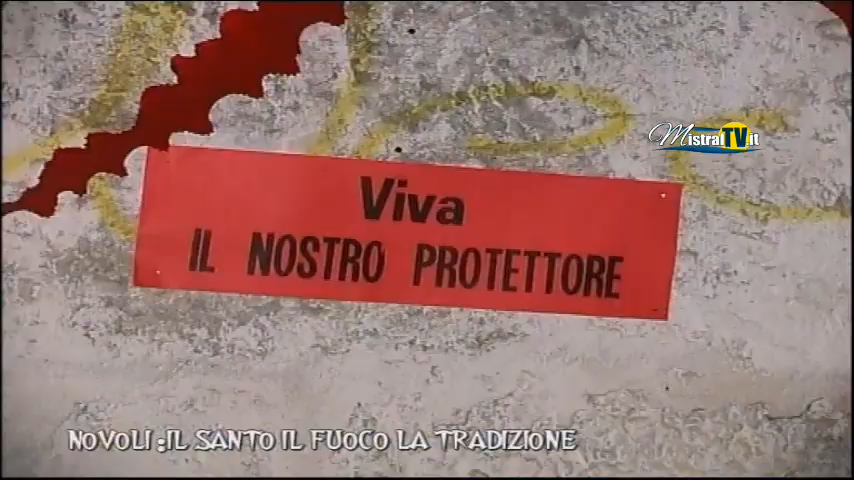 MistralTV.it
Viva
IL NOSTRO PROTETTORE
NOVOLI :IL SANTO IL FUOCO LA TRADIZIONE